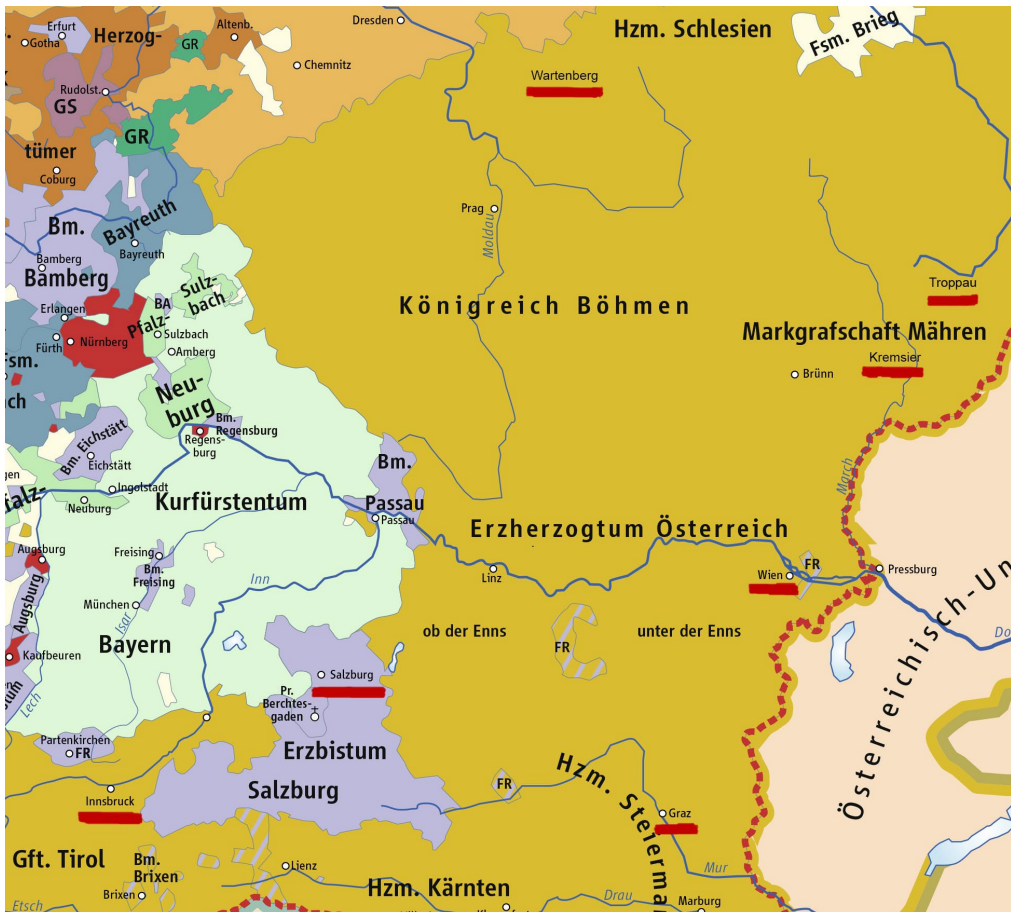 Erfurt
Gotha
Herzog-
Altenb.
GR
Dresden
Hzm. Schlesien
Fsm. Brieg
Chemnitz
Wartenberg
Rudolst.
GS
GR
tümer
Coburg
Prag
Moldau
Bm.
Bayreuth
Bayreuth
Bamberg
Bamberg
Sulz-
bach
BA
Troppau
Königreich Böhmen
Erlangen
Pfalz-
Sulzbach
Markgrafschaft Mähren
Fürth
Nürnberg
Amberg
Kremsier
Fsm.
Brünn
ach
Neu-
burg
Bm.
Regensburg
Regens-
burg
Bm. Eichstätt
Eichstätt
Bm.
March
Ingolstadt
falz-
Neuburg
Kurfürstentum
Passau
Passau
Erzherzogtum Österreich
Augsburg
Freising
Bm.
Freising
Inn
Linz
Wien
FR
Pressburg
Augsburg
München
Isar
ob der Enns
unter der Enns
FR
Bayern
Kaufbeuren
Salzburg
Pr.
Berchtes-
gaden
Lech
tum
Partenkirchen
FR
Erzbistum
Salzburg
FR
Hzm. Steierma
Österreichisch-Un
Do
Innsbruck
Graz
Gft. Tirol
Bm.
Brixen
Brixen
Lienz
Hzm. Kärnten
Mur
Drau
Marburg
Etsch